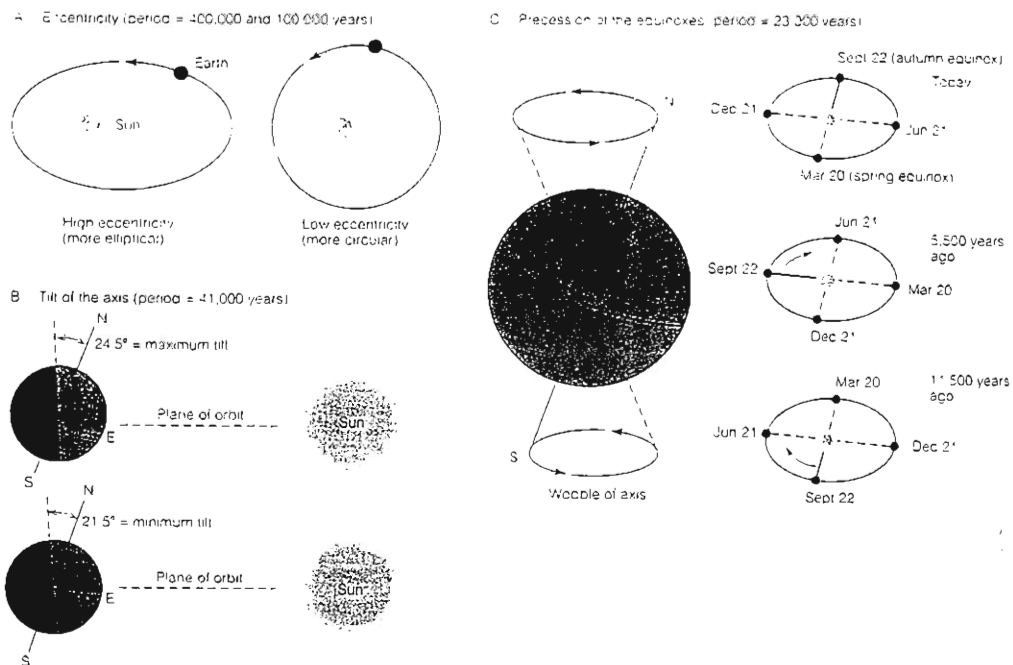 A Eccentricity (period = 400,000 and 100,000 years)
Earth
Sun
High eccentricity
(more elliptical)
Low eccentricity
(more circular)
B Tilt of the axis (period = 41,000 years)
N
24.5° = maximum tilt
Plane of orbit
Sun
E
S
N
21.5° = minimum tilt
Plane of orbit
Sun
E
S
C Precession of the equinoxes period = 23,000 years)
N
S
Wobble of axis
Sept 22 (autumn equinox)
Today
Dec 21
Jun 21
Mar 20 (spring equinox)
Jun 21
5,500 years
ago
Sept 22
Mar 20
Dec 21
Mar 20
11,500 years
ago
Jun 21
Dec 21
Sept 22